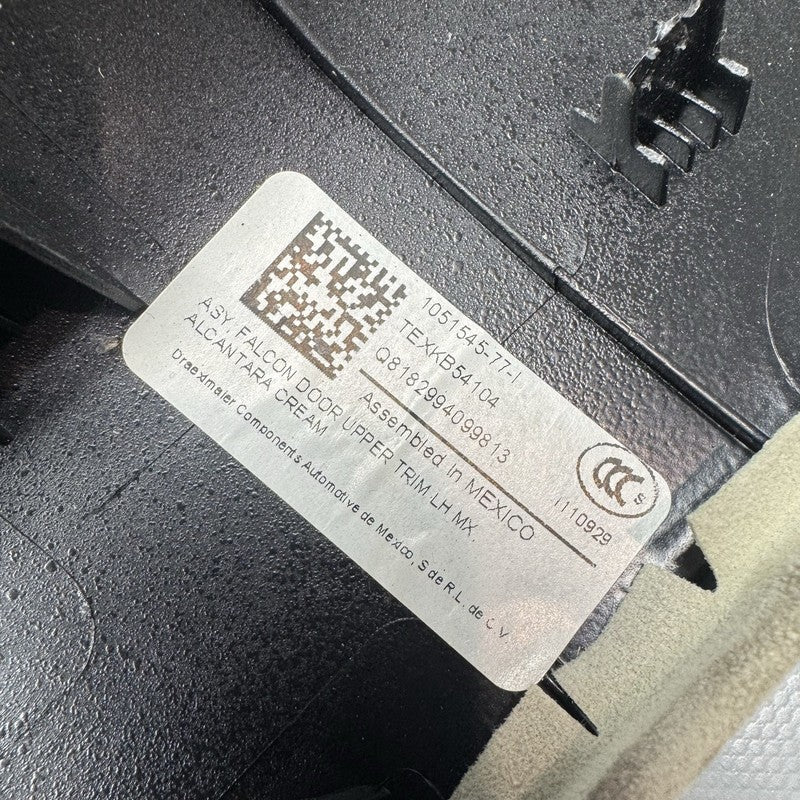 1051545-77-I
TEXKB54104
Q8182994099813
Assembled in MEXICO
CCC S
1110929
ASY, FALCON DOOR UPPER TRIM LH MX,
ALCANTARA CREAM
Draexlmaier Components Automotive de Mexico, S de R.L. de C.V.